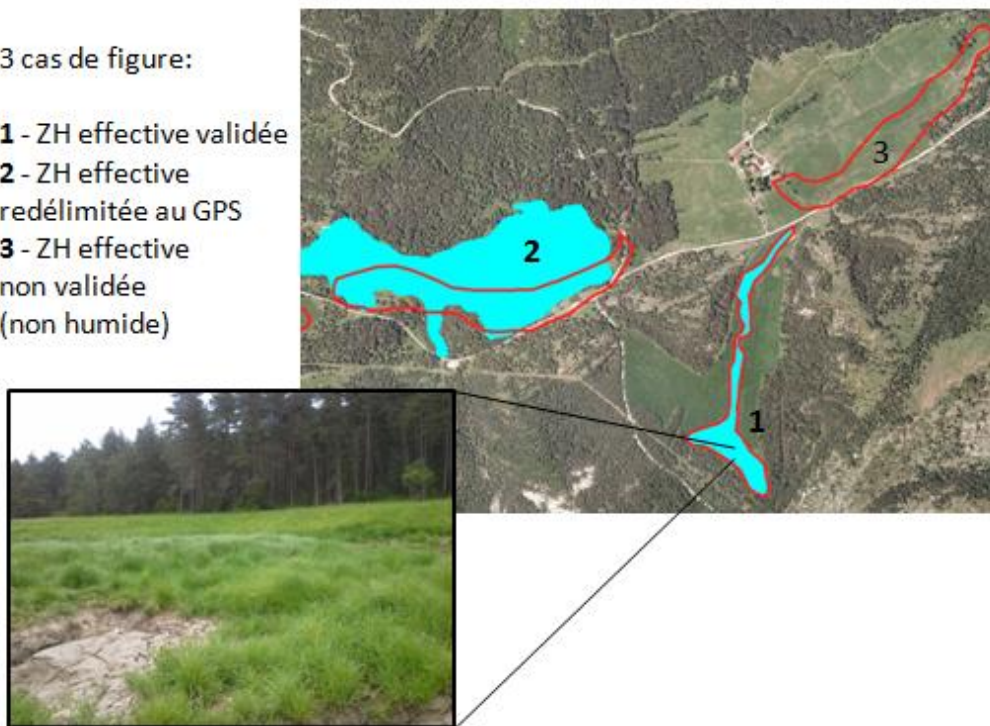 3 cas de figure:
1 - ZH effective validée
2 - ZH effective
redélimitée au GPS
3 - ZH effective
non validée
(non humide)
3
2
1